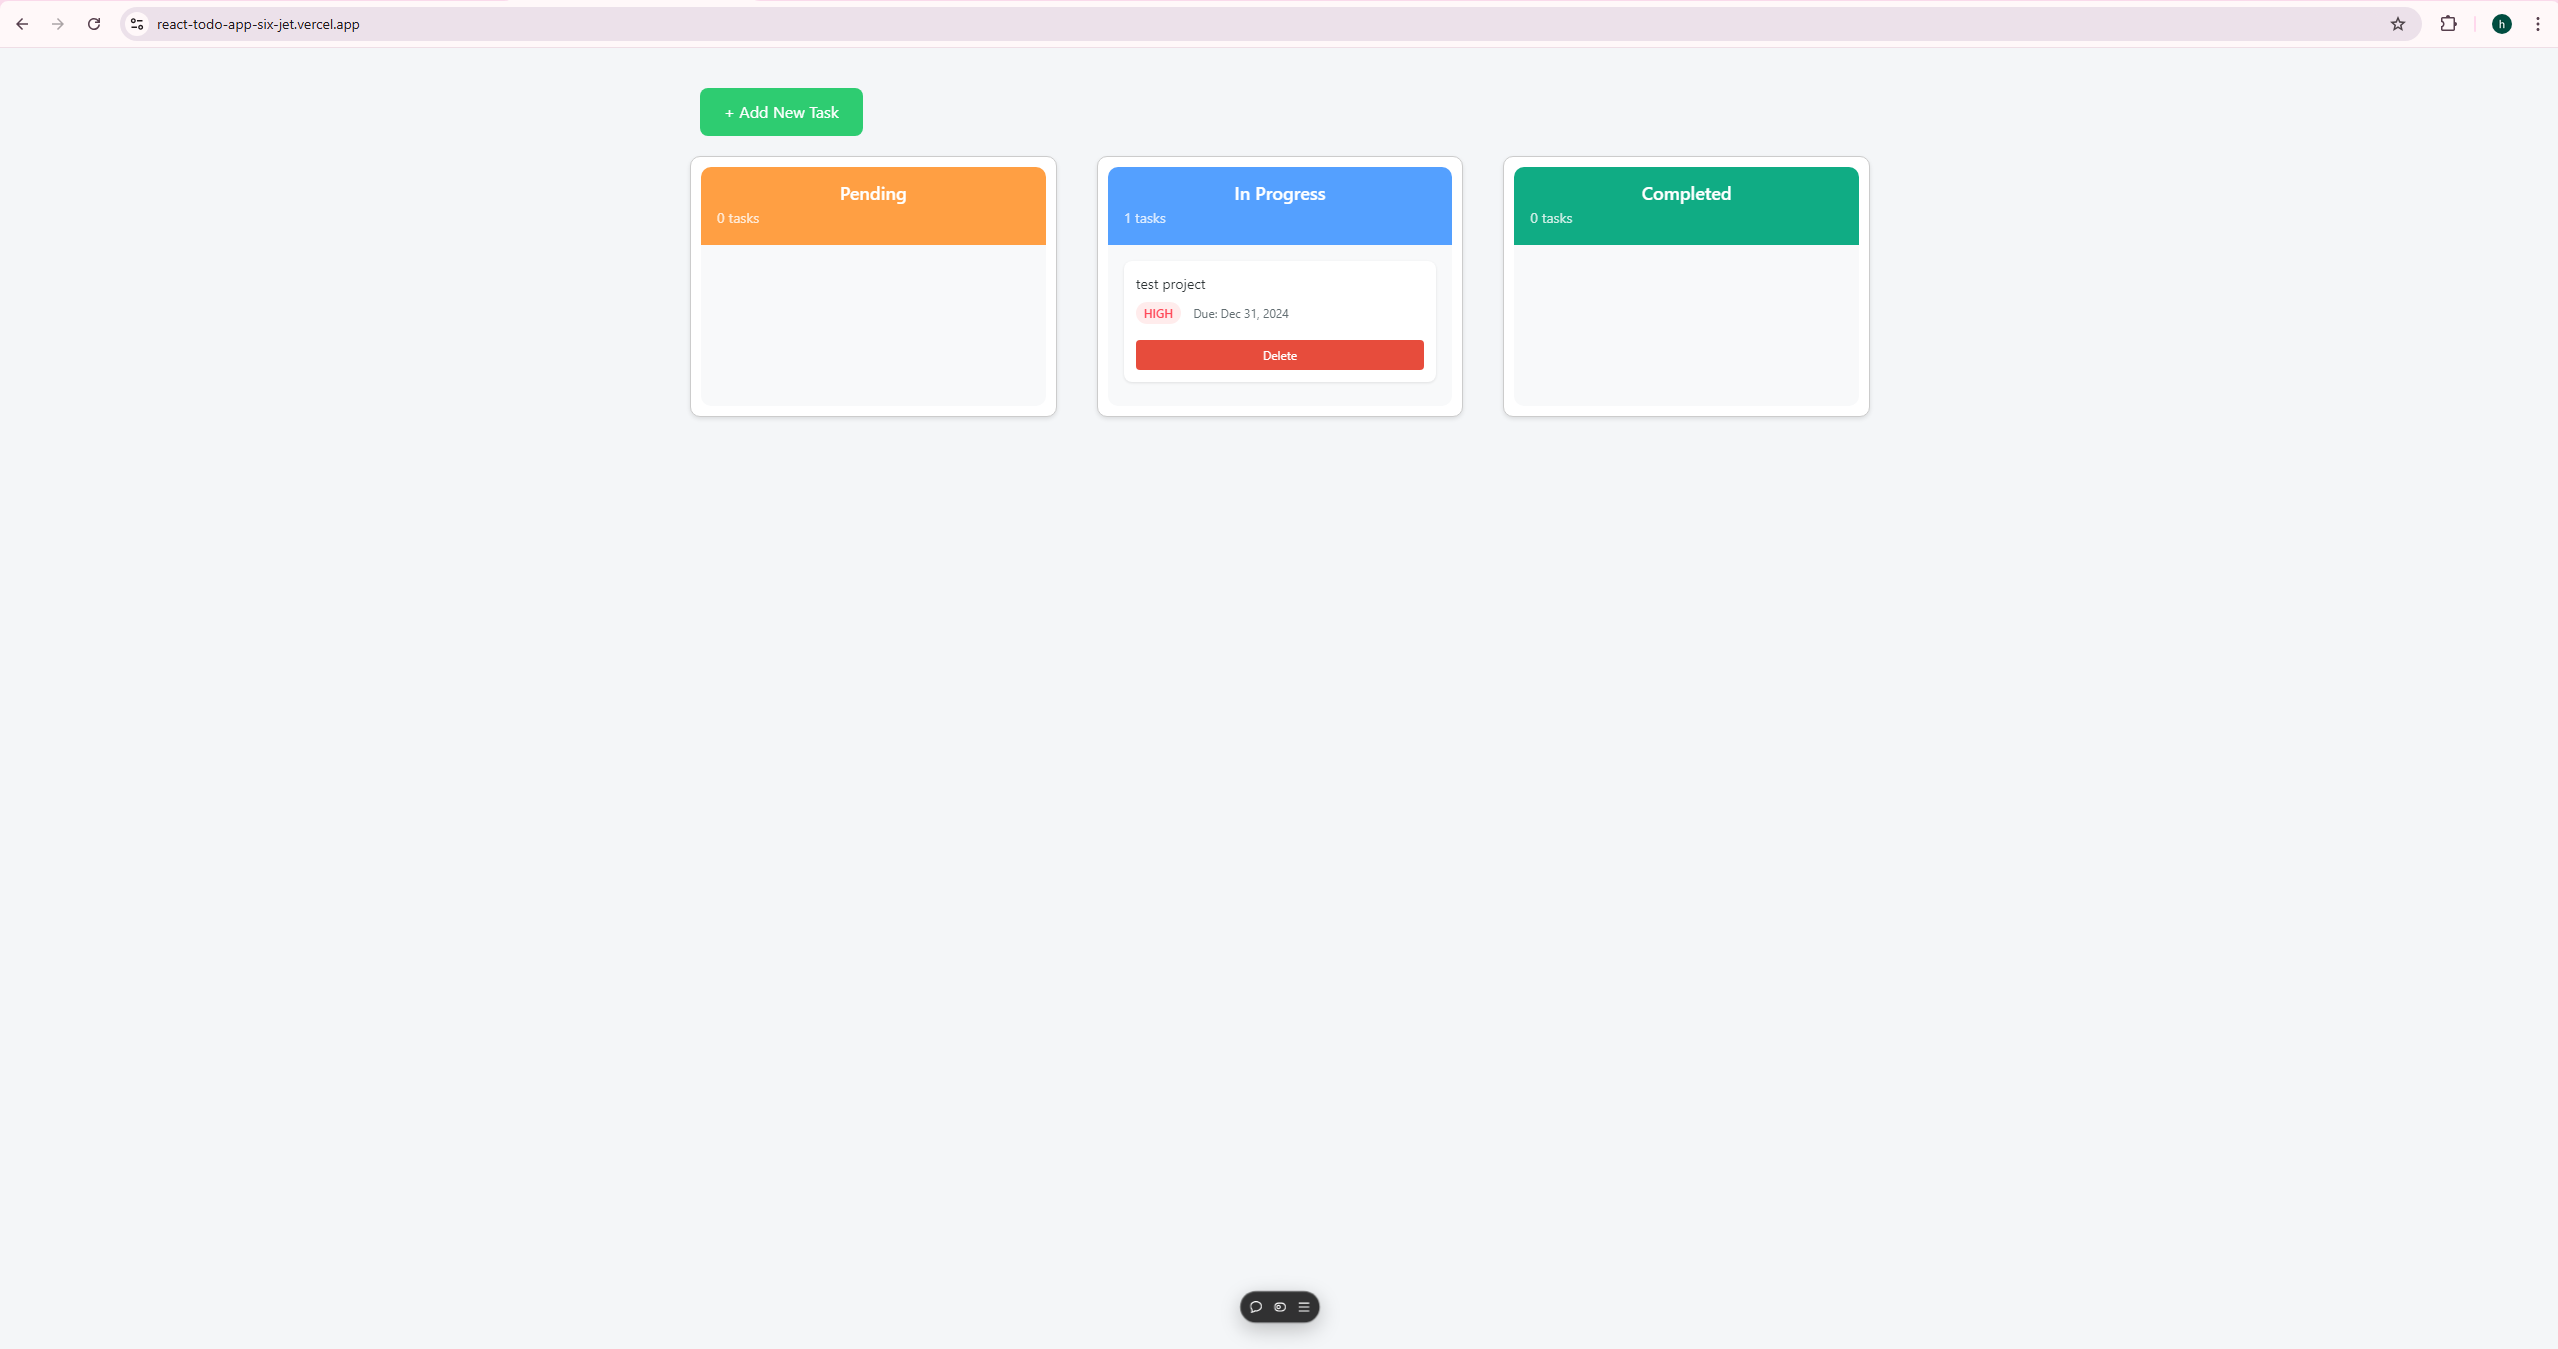 react-todo-app-six-jet.vercel.app
h
+ Add New Task
Pending
0 tasks
In Progress
1 tasks
test project
HIGH
Due: Dec 31, 2024
Delete
Completed
0 tasks